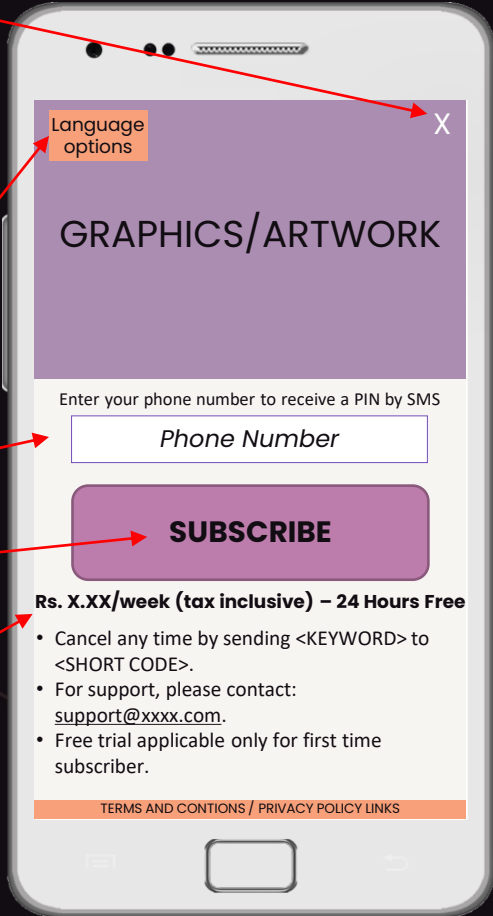 Language
options
X
GRAPHICS/ARTWORK
Enter your phone number to receive a PIN by SMS
Phone Number
SUBSCRIBE
Rs. X.XX/week (tax inclusive) – 24 Hours Free
• Cancel any time by sending <KEYWORD> to
<SHORT CODE>.
• For support, please contact:
support@xxxx.com.
• Free trial applicable only for first time
subscriber.
TERMS AND CONTIONS / PRIVACY POLICY LINKS